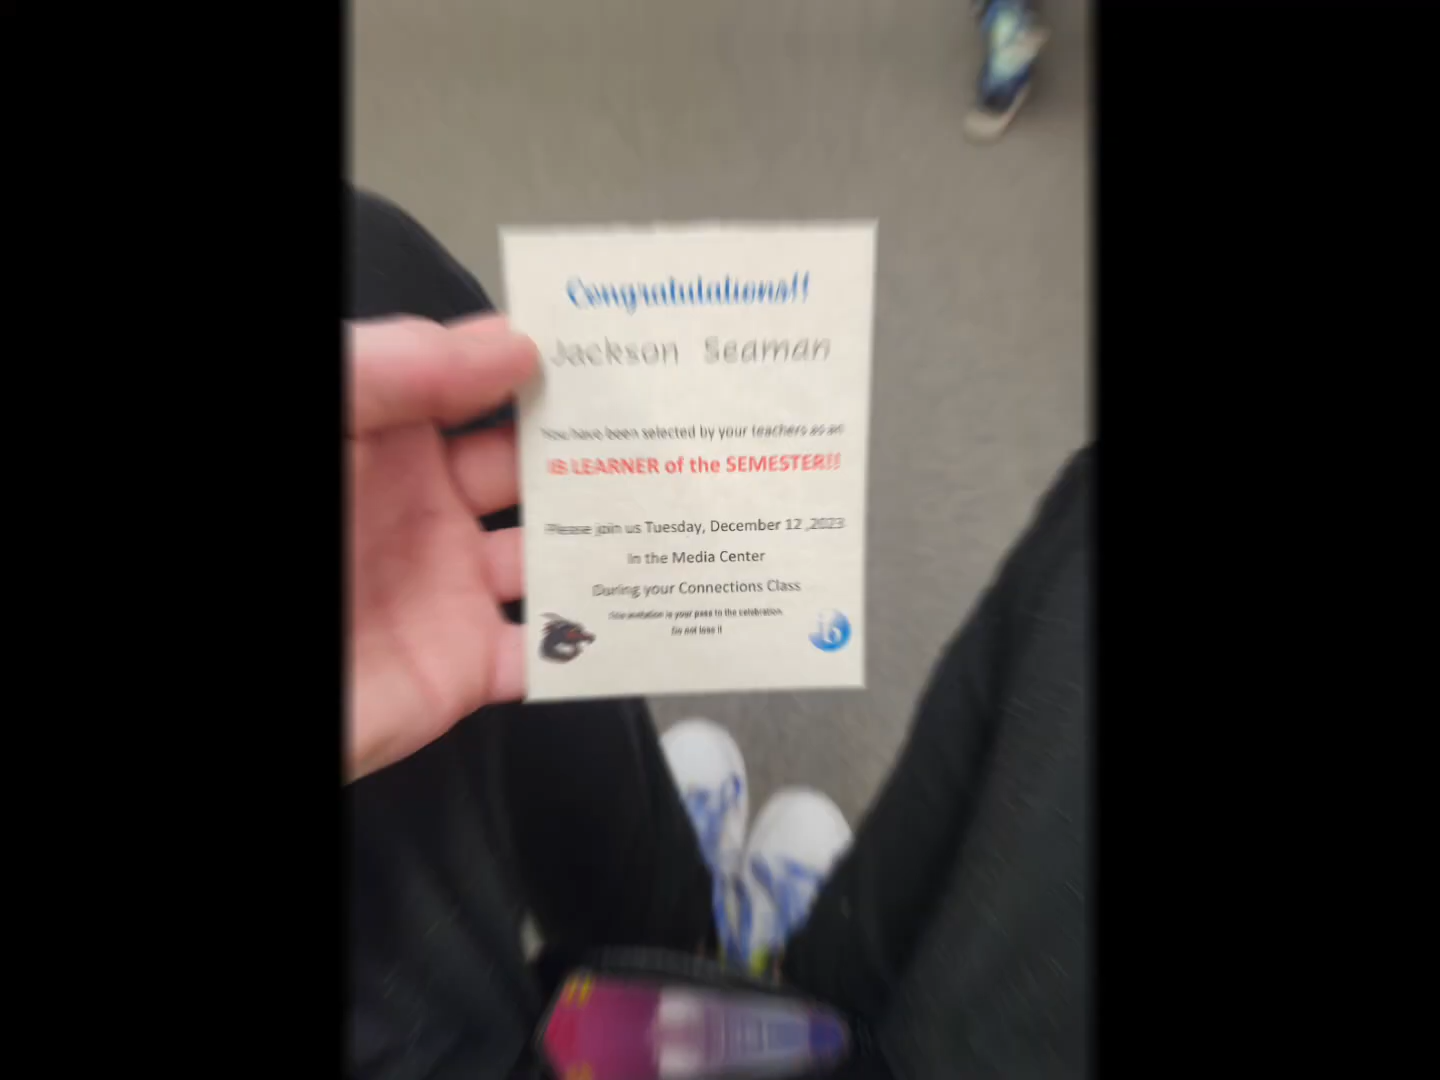 Congratulations!!
Jackson Seaman
You have been selected by your teachers as an
IB LEARNER of the SEMESTER!!
Please join us Tuesday, December 12 ,2023
In the Media Center
During your Connections Class
This invitation is your pass to the celebration.
Do not lose it
ib